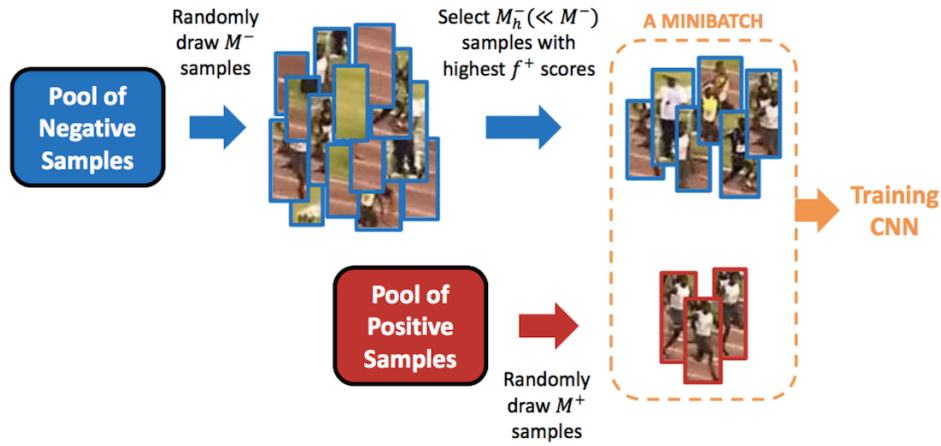 Randomly
draw M⁻
samples
Select Mₕ⁻(≪ M⁻)
samples with
highest f⁺ scores
A MINIBATCH
Pool of
Negative
Samples
Training
CNN
Pool of
Positive
Samples
Randomly
draw M⁺
samples